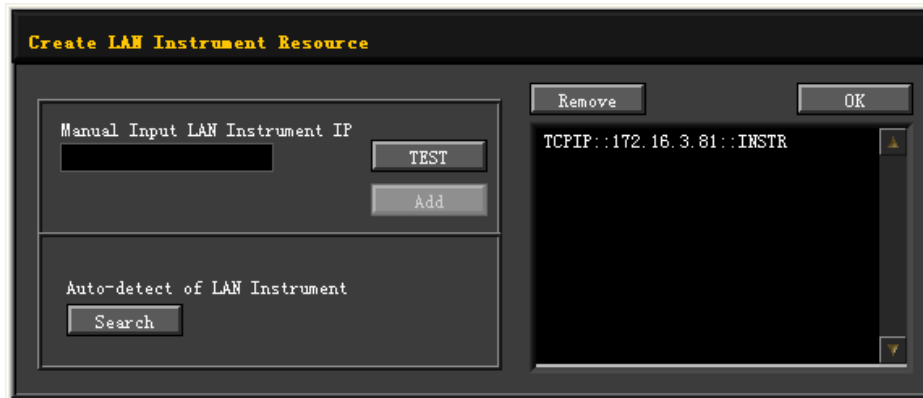 Create LAN Instrument Resource
Remove
OK
Manual Input LAN Instrument IP
TEST
Add
TCPIP::172.16.3.81::INSTR
Auto-detect of LAN Instrument
Search